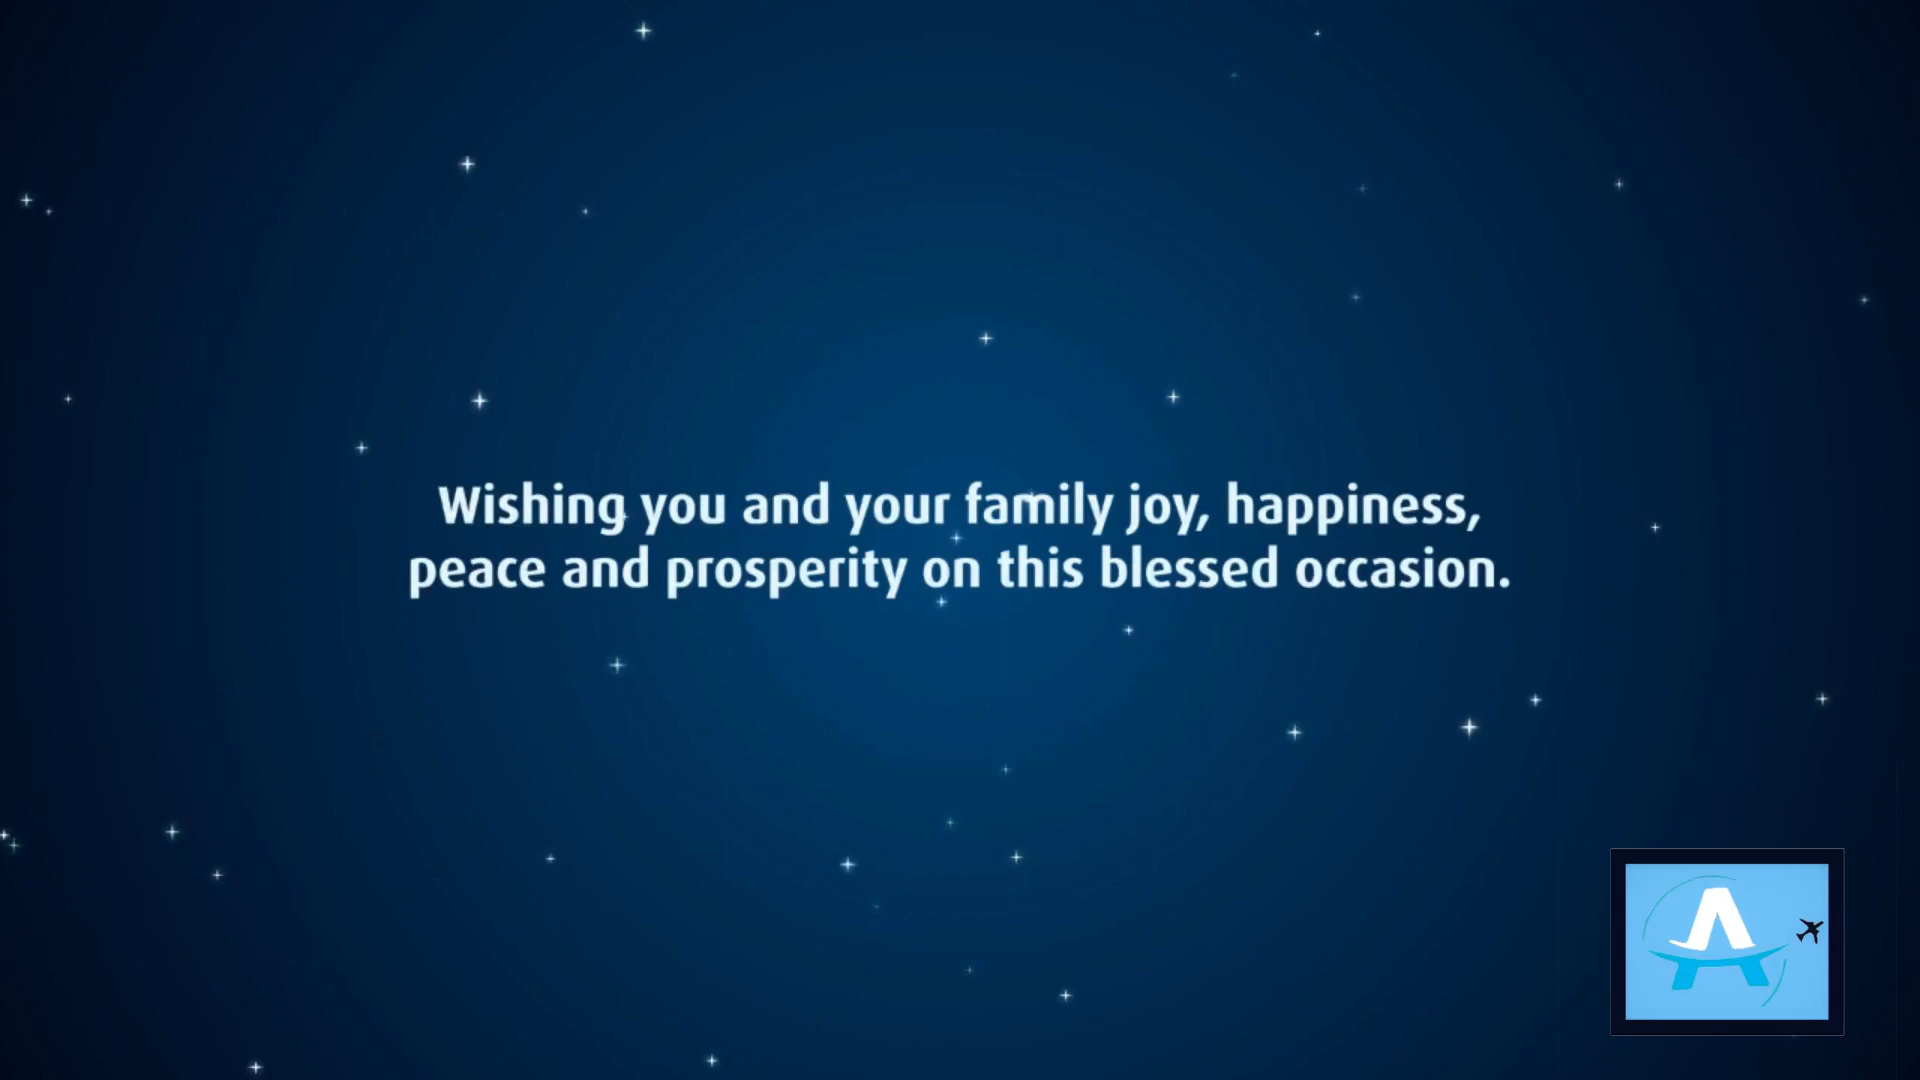 Wishing you and your family joy, happiness,
peace and prosperity on this blessed occasion.
A